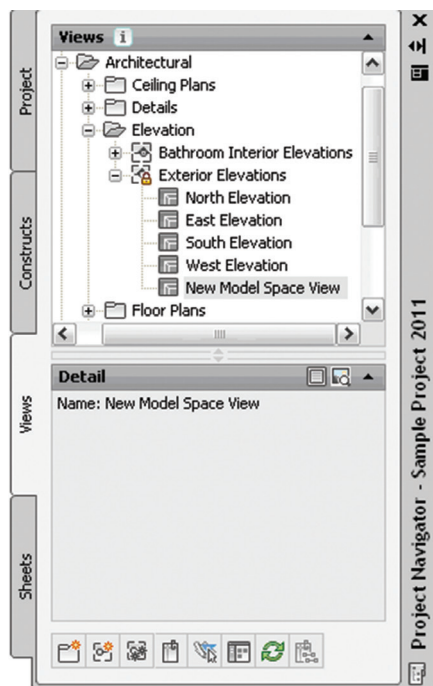 Views
Architectural
Ceiling Plans
Details
Elevation
Bathroom Interior Elevations
Exterior Elevations
North Elevation
East Elevation
South Elevation
West Elevation
New Model Space View
Floor Plans
Detail
Name: New Model Space View
Project
Constructs
Views
Sheets
Project Navigator - Sample Project 2011